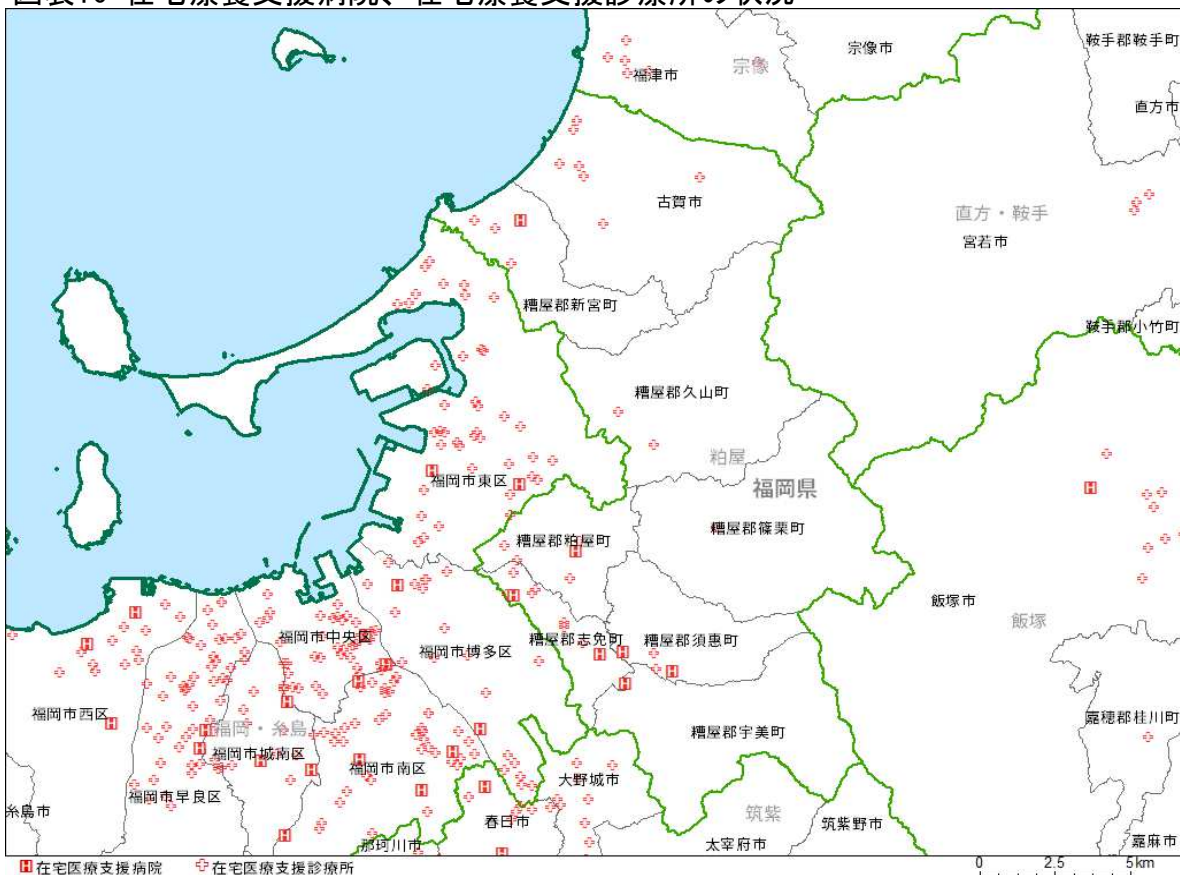 宗像市
鞍手郡鞍手町
福津市
宗像
直方市
古賀市
直方・鞍手
宮若市
糟屋郡新宮町
鞍手郡小竹町
糟屋郡久山町
粕屋
福岡市東区
福岡県
糟屋郡篠栗町
糟屋郡粕屋町
飯塚市
飯塚
福岡市中央区
福岡市博多区
糟屋郡志免町
糟屋郡須恵町
福岡市西区
福岡・糸島
嘉穂郡桂川町
糟屋郡宇美町
福岡市城南区
福岡市南区
大野城市
福岡市早良区
糸島市
春日市
筑紫
筑紫野市
那珂川市
太宰府市
嘉麻市
H在宅医療支援病院 在宅医療支援診療所
0 2.5 5km